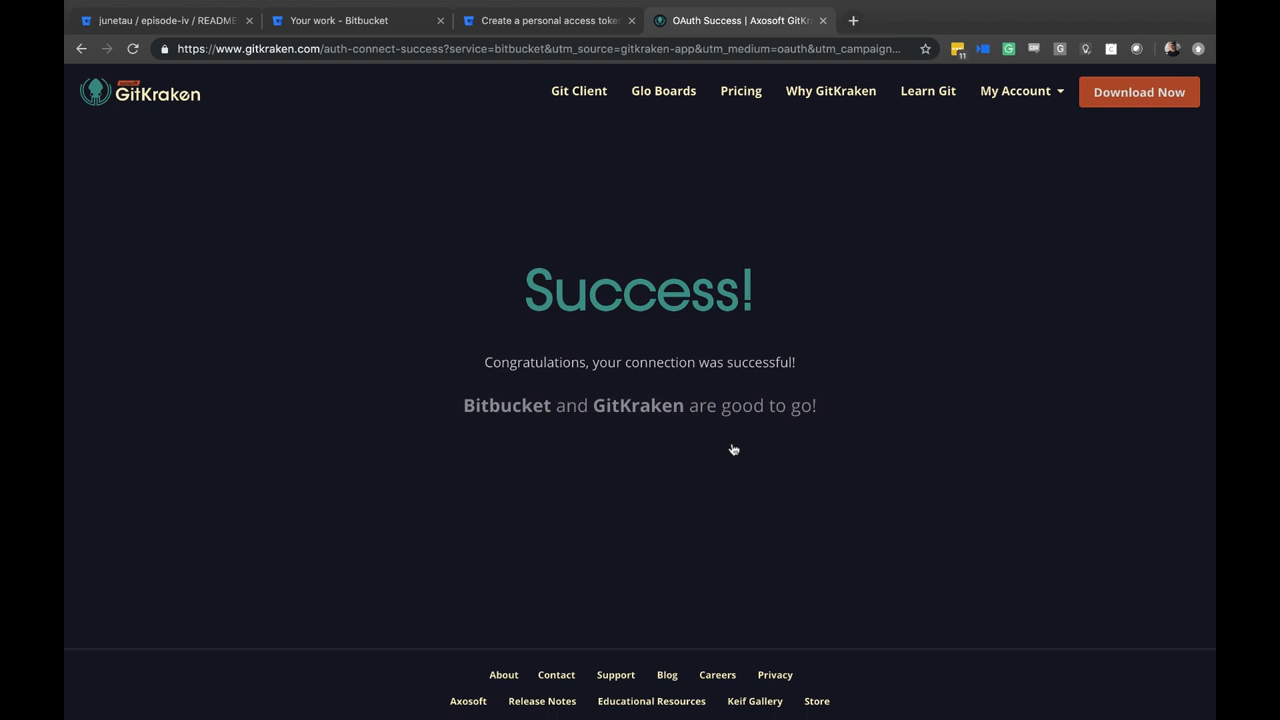 junetau / episode-iv / README
Your work - Bitbucket
Create a personal access toke
OAuth Success | Axosoft GitKr
https://www.gitkraken.com/auth-connect-success?service=bitbucket&utm_source=gitkraken-app&utm_medium=oauth&utm_campaign...
11
GitKraken
Git Client
Glo Boards
Pricing
Why GitKraken
Learn Git
My Account
Download Now
Success!
Congratulations, your connection was successful!
Bitbucket and GitKraken are good to go!
About Contact Support Blog Careers Privacy
Axosoft Release Notes Educational Resources Keif Gallery Store